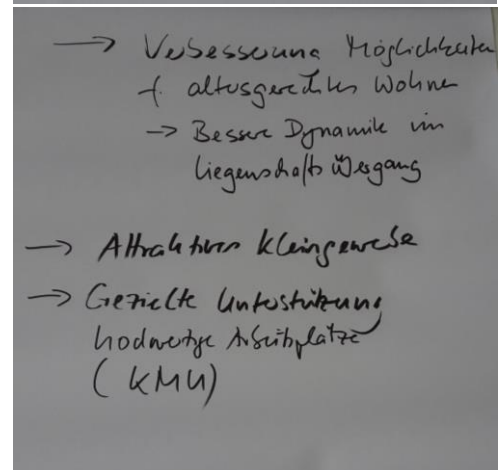 → Verbesserung Möglichkeiten
f altersgerechtes Wohnen
→ Bessere Dynamik im
Liegenschafts Übergang
→ Attraktives Kleingewerbe
→ Gezielte Unterstützung
hochwertige Arbeitsplätze
(KMU)